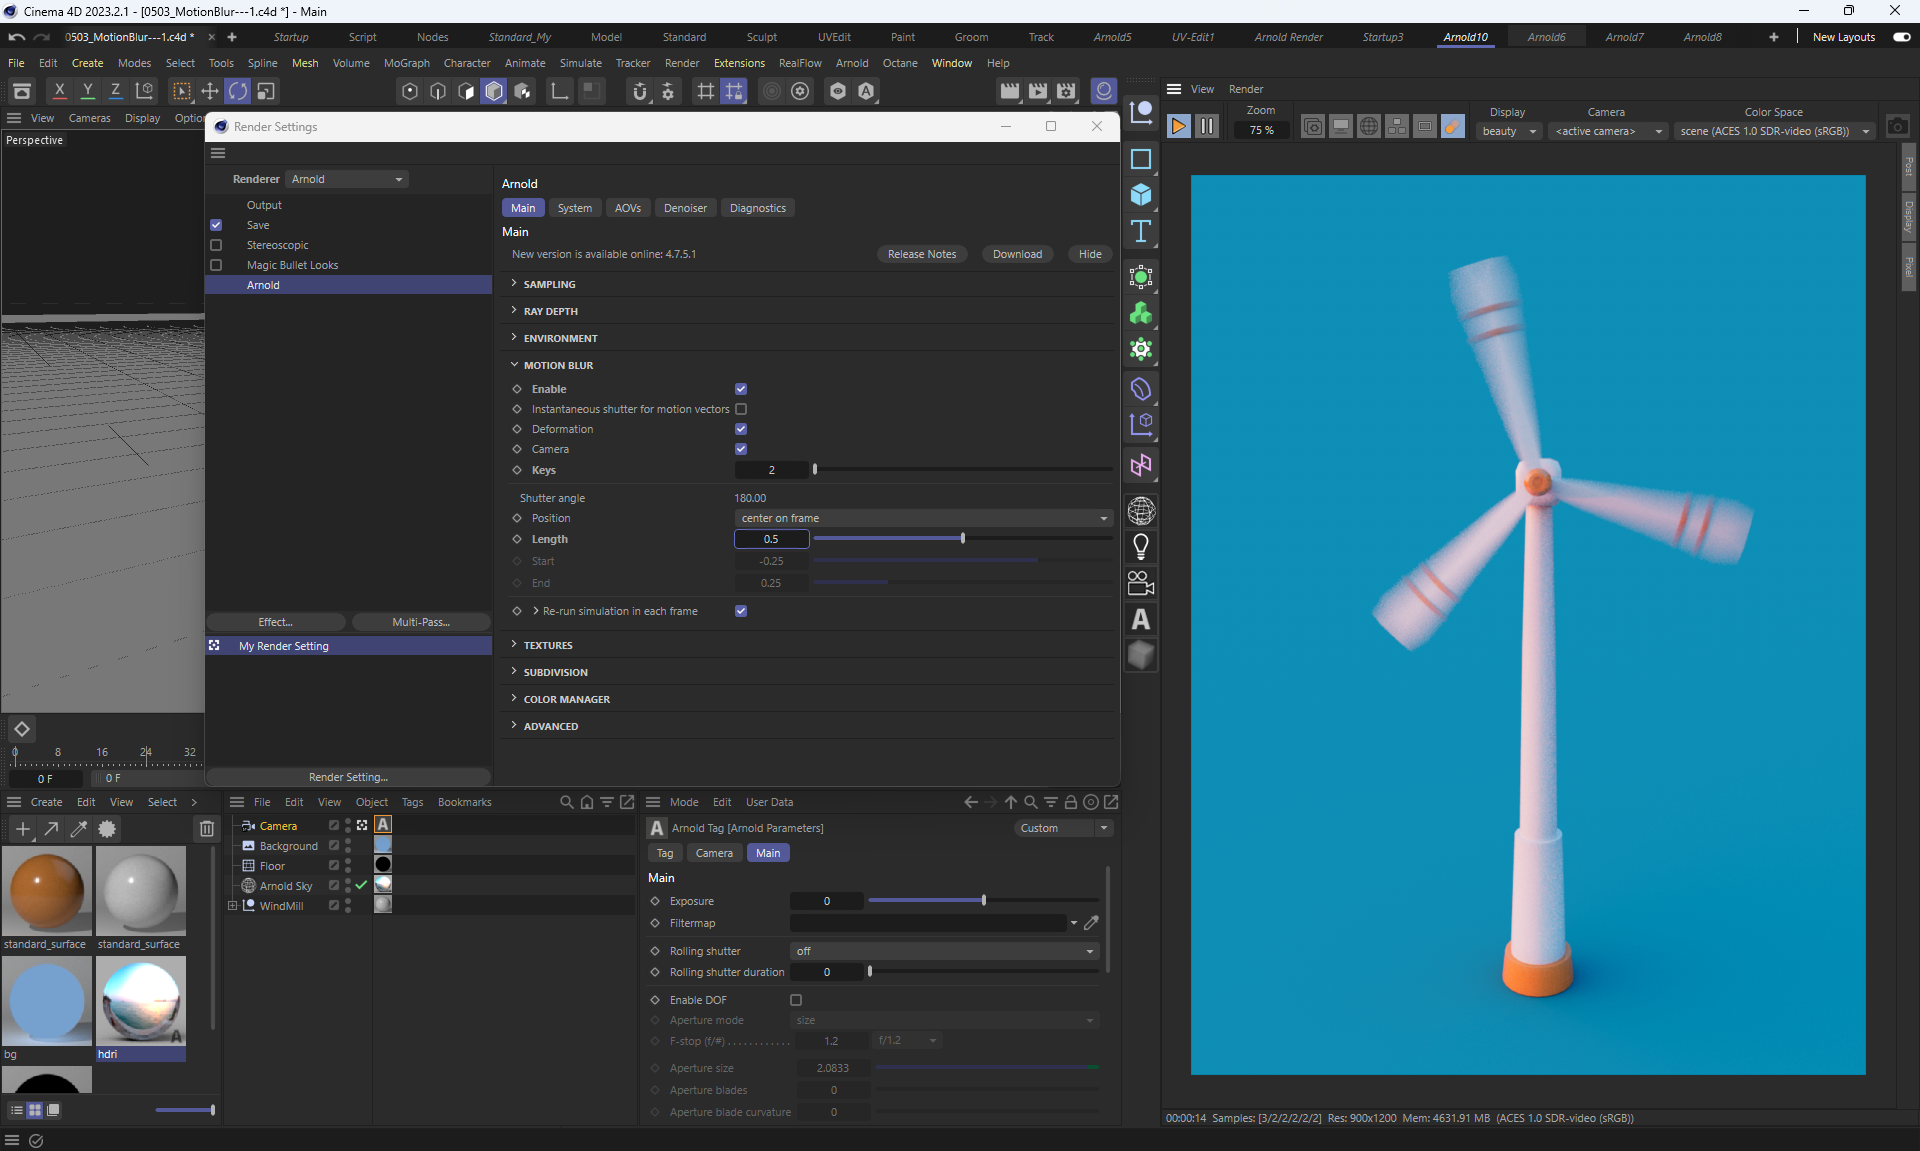 Cinema 4D 2023.2.1 - [0503_MotionBlur---1.c4d *] - Main
0503_MotionBlur---1.c4d * Startup Script Nodes Standard_My Model Standard Sculpt UVEdit Paint Groom Track Arnold5 UV-Edit1 Arnold Render Startup3 Arnold10 Arnold6 Arnold7 Arnold8 New Layouts
File Edit Create Modes Select Tools Spline Mesh Volume MoGraph Character Animate Simulate Tracker Render Extensions RealFlow Arnold Octane Window Help
X Y Z
View Render
View Cameras Display Optio
Zoom Display Camera Color Space
75 % beauty <active camera> scene (ACES 1.0 SDR-video (sRGB))
Perspective
Render Settings
Post
Display
Pixel
Renderer Arnold
Output
Save
Stereoscopic
Magic Bullet Looks
Arnold
Effect...
Multi-Pass...
My Render Setting
Render Setting...
Arnold
Main System AOVs Denoiser Diagnostics
Main
New version is available online: 4.7.5.1 Release Notes Download Hide
SAMPLING
RAY DEPTH
ENVIRONMENT
MOTION BLUR
Enable
Instantaneous shutter for motion vectors
Deformation
Camera
Keys 2
Shutter angle 180.00
Position center on frame
Length 0.5
Start -0.25
End 0.25
Re-run simulation in each frame
TEXTURES
SUBDIVISION
COLOR MANAGER
ADVANCED
0 8 16 24 32
0 F 0 F
Create Edit View Select
standard_surface standard_surface
bg hdri
File Edit View Object Tags Bookmarks
Camera
Background
Floor
Arnold Sky
WindMill
Mode Edit User Data
Arnold Tag [Arnold Parameters] Custom
Tag Camera Main
Main
Exposure 0
Filtermap
Rolling shutter off
Rolling shutter duration 0
Enable DOF
Aperture mode size
F-stop (f/#) . . . . . . . . . . . . 1.2 f/1.2
Aperture size 2.0833
Aperture blades 0
Aperture blade curvature 0
00:00:14 Samples: [3/2/2/2/2/2] Res: 900x1200 Mem: 4631.91 MB (ACES 1.0 SDR-video (sRGB))